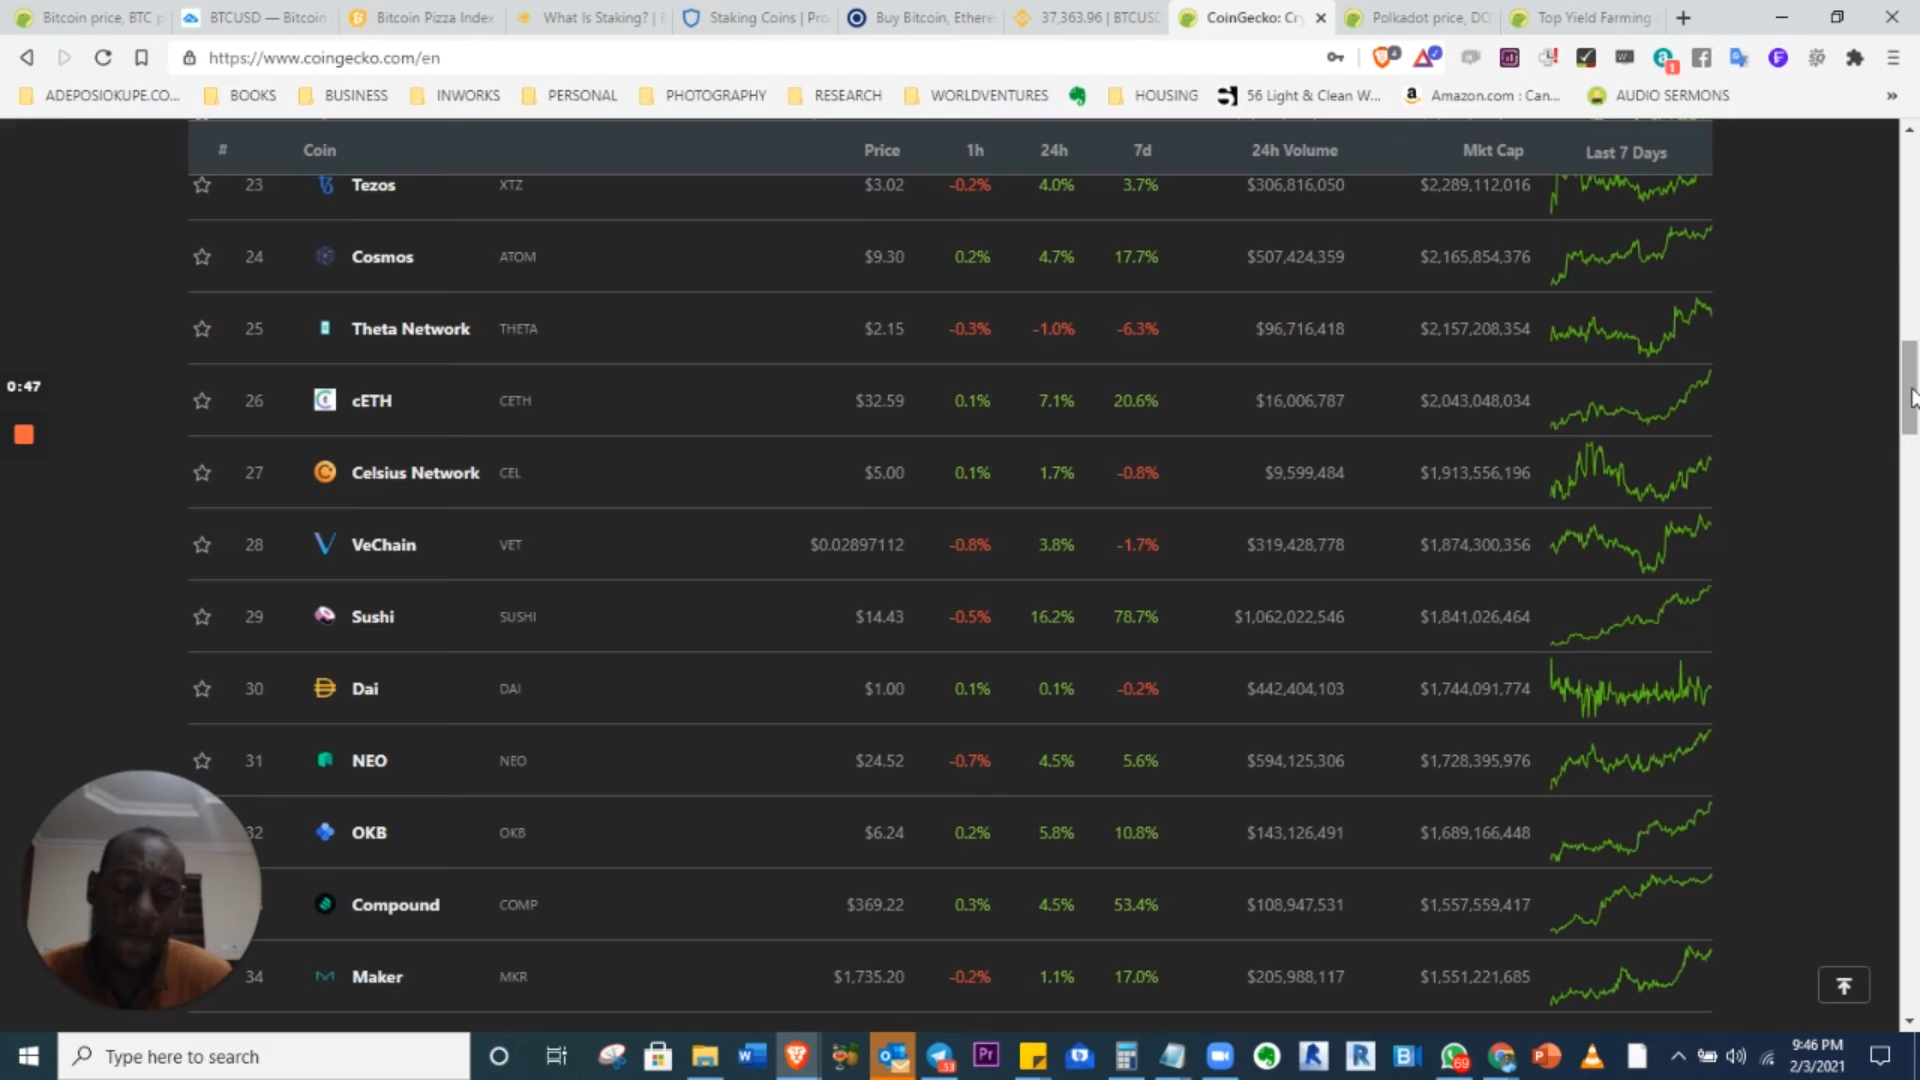 Bitcoin price, BTC p
BTCUSD — Bitcoin
Bitcoin Pizza Index
What Is Staking? |
Staking Coins | Pro
Buy Bitcoin, Ethere
37,363.96 | BTCUSD
CoinGecko: Cry
Polkadot price, DO
Top Yield Farming
https://www.coingecko.com/en
ADEPOSIOKUPE.CO...
BOOKS
BUSINESS
INWORKS
PERSONAL
PHOTOGRAPHY
RESEARCH
WORLDVENTURES
HOUSING
56 Light & Clean W...
Amazon.com : Can...
AUDIO SERMONS
»
# Coin Price 1h 24h 7d 24h Volume Mkt Cap Last 7 Days
23 Tezos XTZ $3.02 -0.2% 4.0% 3.7% $306,816,050 $2,289,112,016
24 Cosmos ATOM $9.30 0.2% 4.7% 17.7% $507,424,359 $2,165,854,376
25 Theta Network THETA $2.15 -0.3% -1.0% -6.3% $96,716,418 $2,157,208,354
0:47
26 cETH CETH $32.59 0.1% 7.1% 20.6% $16,006,787 $2,043,048,034
27 Celsius Network CEL $5.00 0.1% 1.7% -0.8% $9,599,484 $1,913,556,196
28 VeChain VET $0.02897112 -0.8% 3.8% -1.7% $319,428,778 $1,874,300,356
29 Sushi SUSHI $14.43 -0.5% 16.2% 78.7% $1,062,022,546 $1,841,026,464
30 Dai DAI $1.00 0.1% 0.1% -0.2% $442,404,103 $1,744,091,774
31 NEO NEO $24.52 -0.7% 4.5% 5.6% $594,125,306 $1,728,395,976
32 OKB OKB $6.24 0.2% 5.8% 10.8% $143,126,491 $1,689,166,448
Compound COMP $369.22 0.3% 4.5% 53.4% $108,947,531 $1,557,559,417
34 Maker MKR $1,735.20 -0.2% 1.1% 17.0% $205,988,117 $1,551,221,685
Type here to search
9:46 PM
2/3/2021